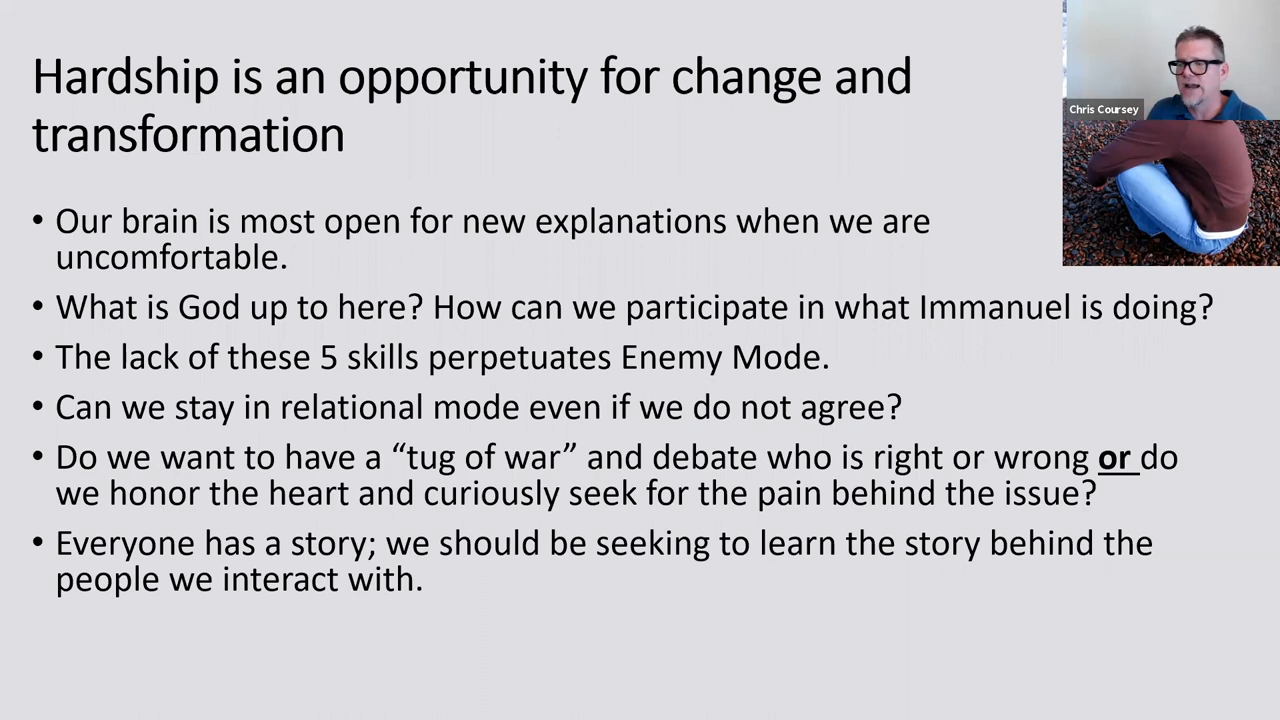 Hardship is an opportunity for change and
transformation
Chris Coursey
• Our brain is most open for new explanations when we are
uncomfortable.
• What is God up to here? How can we participate in what Immanuel is doing?
• The lack of these 5 skills perpetuates Enemy Mode.
• Can we stay in relational mode even if we do not agree?
• Do we want to have a “tug of war” and debate who is right or wrong or do
we honor the heart and curiously seek for the pain behind the issue?
• Everyone has a story; we should be seeking to learn the story behind the
people we interact with.